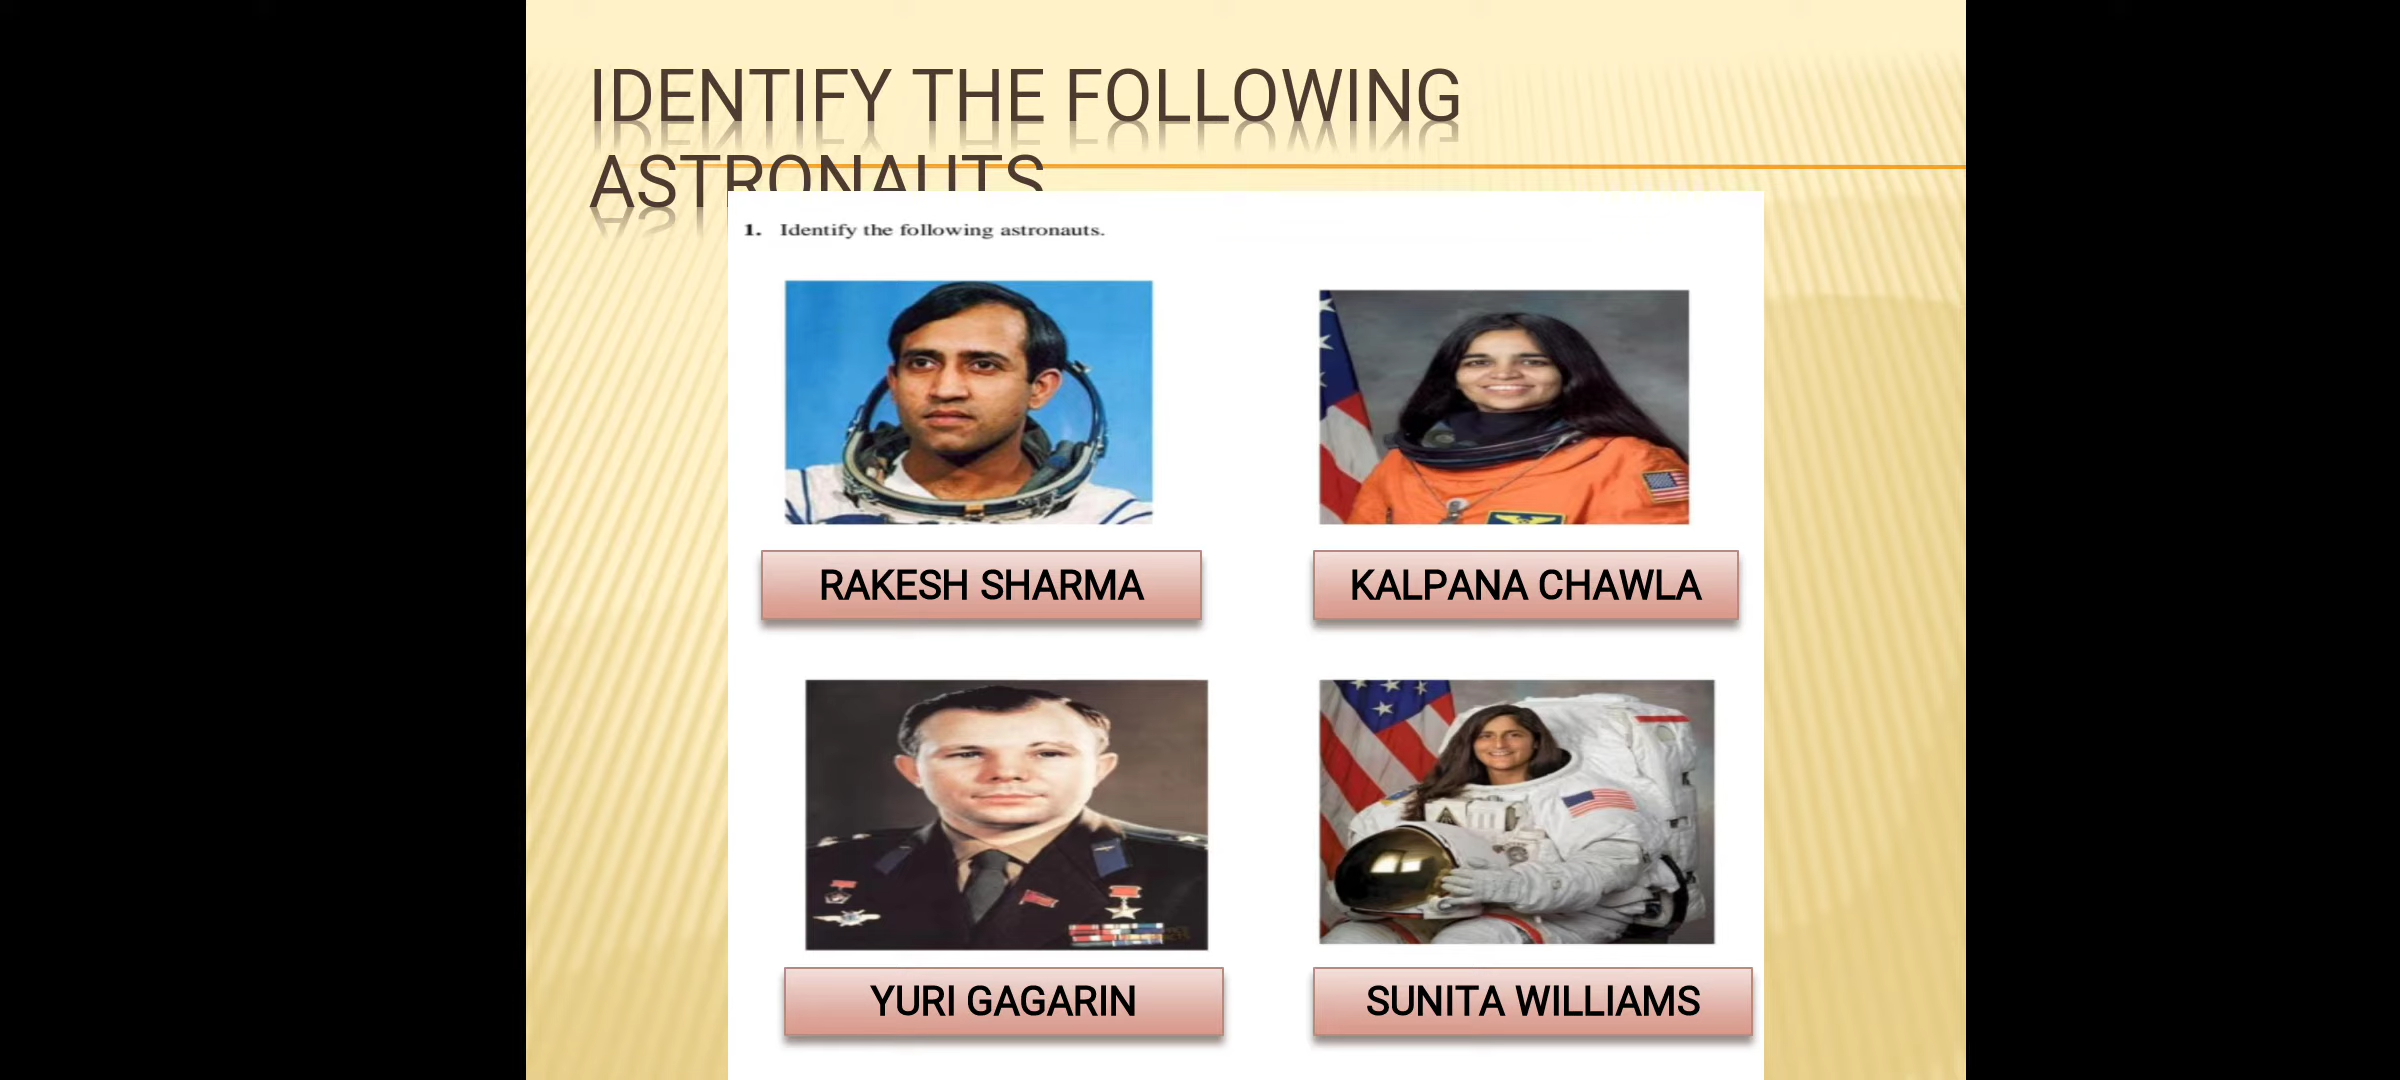 IDENTIFY THE FOLLOWING
ASTRONAUTS
1. Identify the following astronauts.
RAKESH SHARMA
KALPANA CHAWLA
YURI GAGARIN
SUNITA WILLIAMS